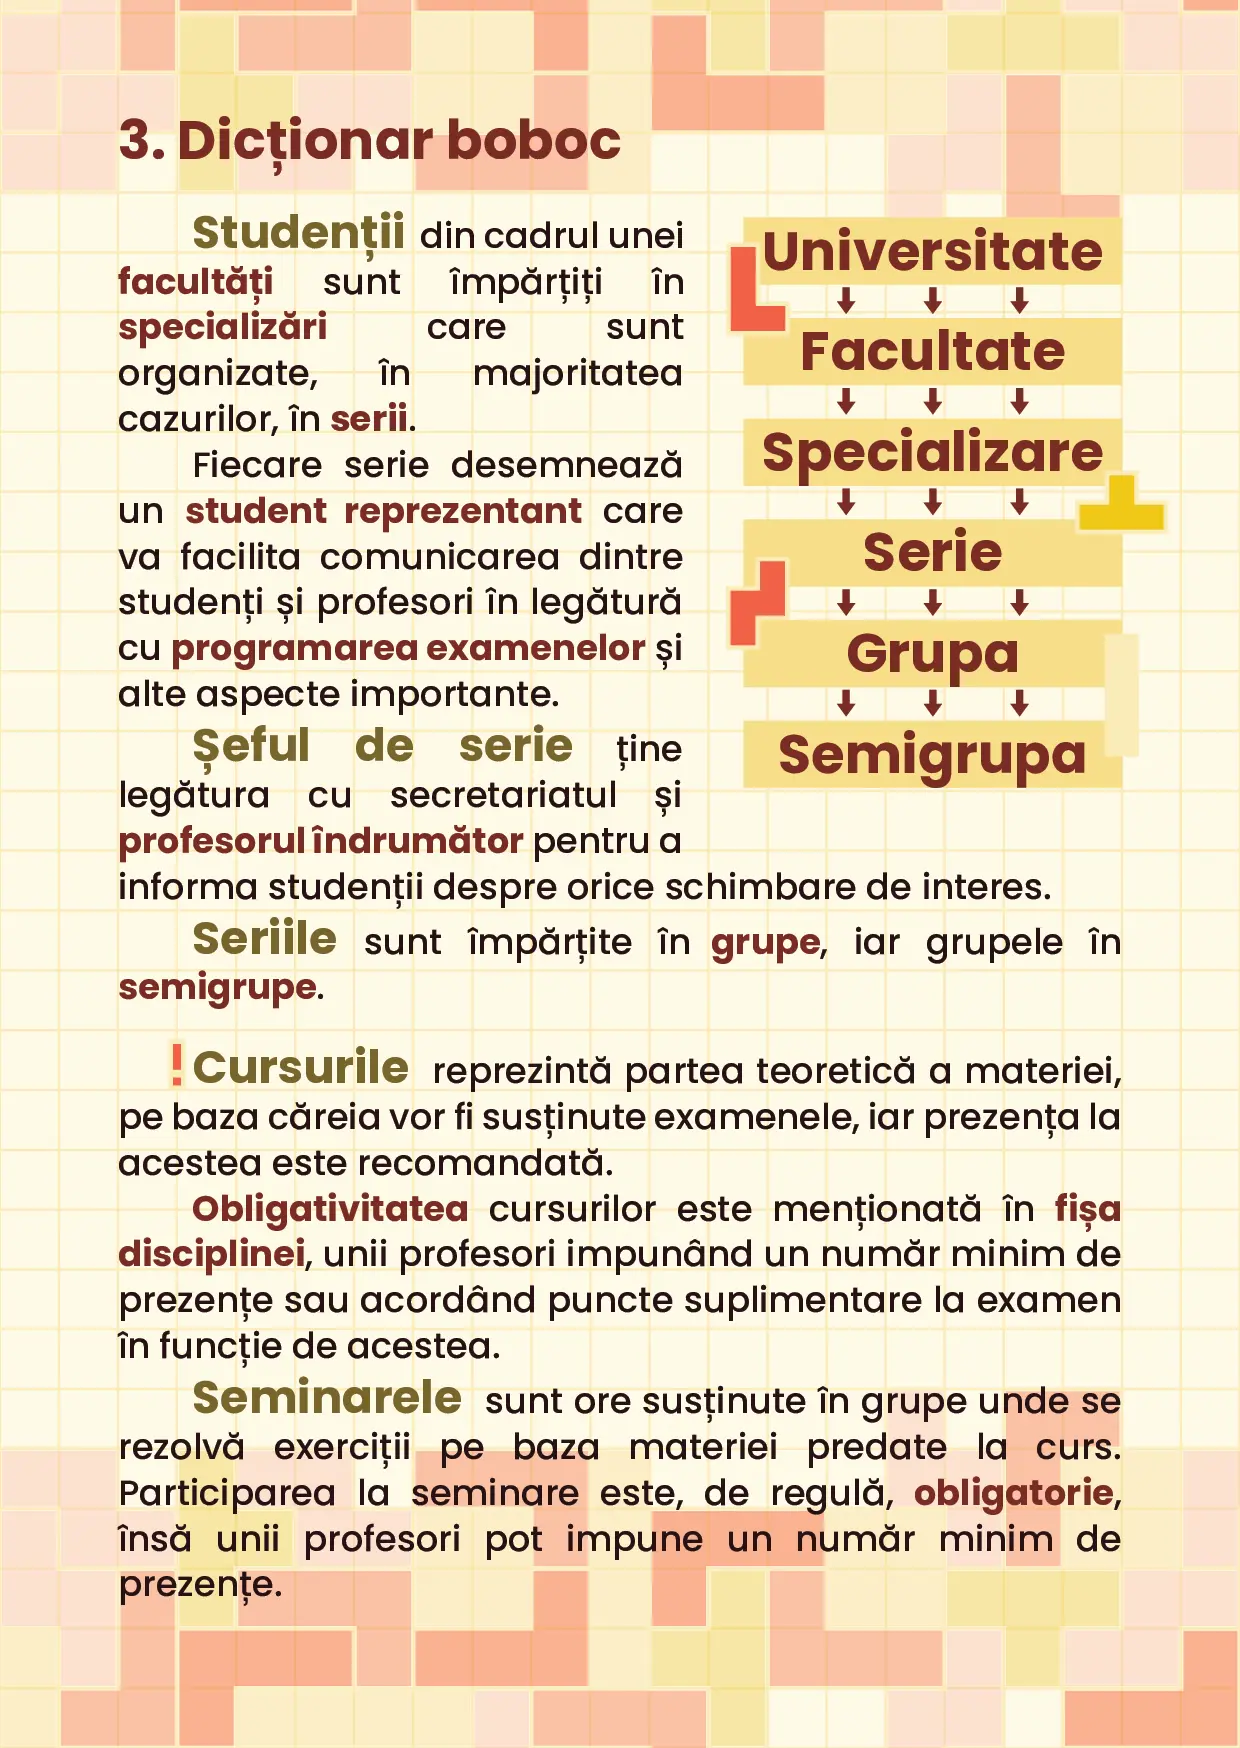 3. Dicționar boboc
Studenții din cadrul unei
facultăți sunt împărțiți în
specializări care sunt
organizate, în majoritatea
cazurilor, în serii.
Fiecare serie desemnează
un student reprezentant care
va facilita comunicarea dintre
studenți și profesori în legătură
cu programarea examenelor și
alte aspecte importante.
Șeful de serie ține
legătura cu secretariatul și
profesorul îndrumător pentru a
informa studenții despre orice schimbare de interes.
Seriile sunt împărțite în grupe, iar grupele în
semigrupe.
Universitate
Facultate
Specializare
Serie
Grupa
Semigrupa
! Cursurile reprezintă partea teoretică a materiei,
pe baza căreia vor fi susținute examenele, iar prezența la
acestea este recomandată.
Obligativitatea cursurilor este menționată în fișa
disciplinei, unii profesori impunând un număr minim de
prezențe sau acordând puncte suplimentare la examen
în funcție de acestea.
Seminarele sunt ore susținute în grupe unde se
rezolvă exerciții pe baza materiei predate la curs.
Participarea la seminare este, de regulă, obligatorie,
însă unii profesori pot impune un număr minim de
prezențe.